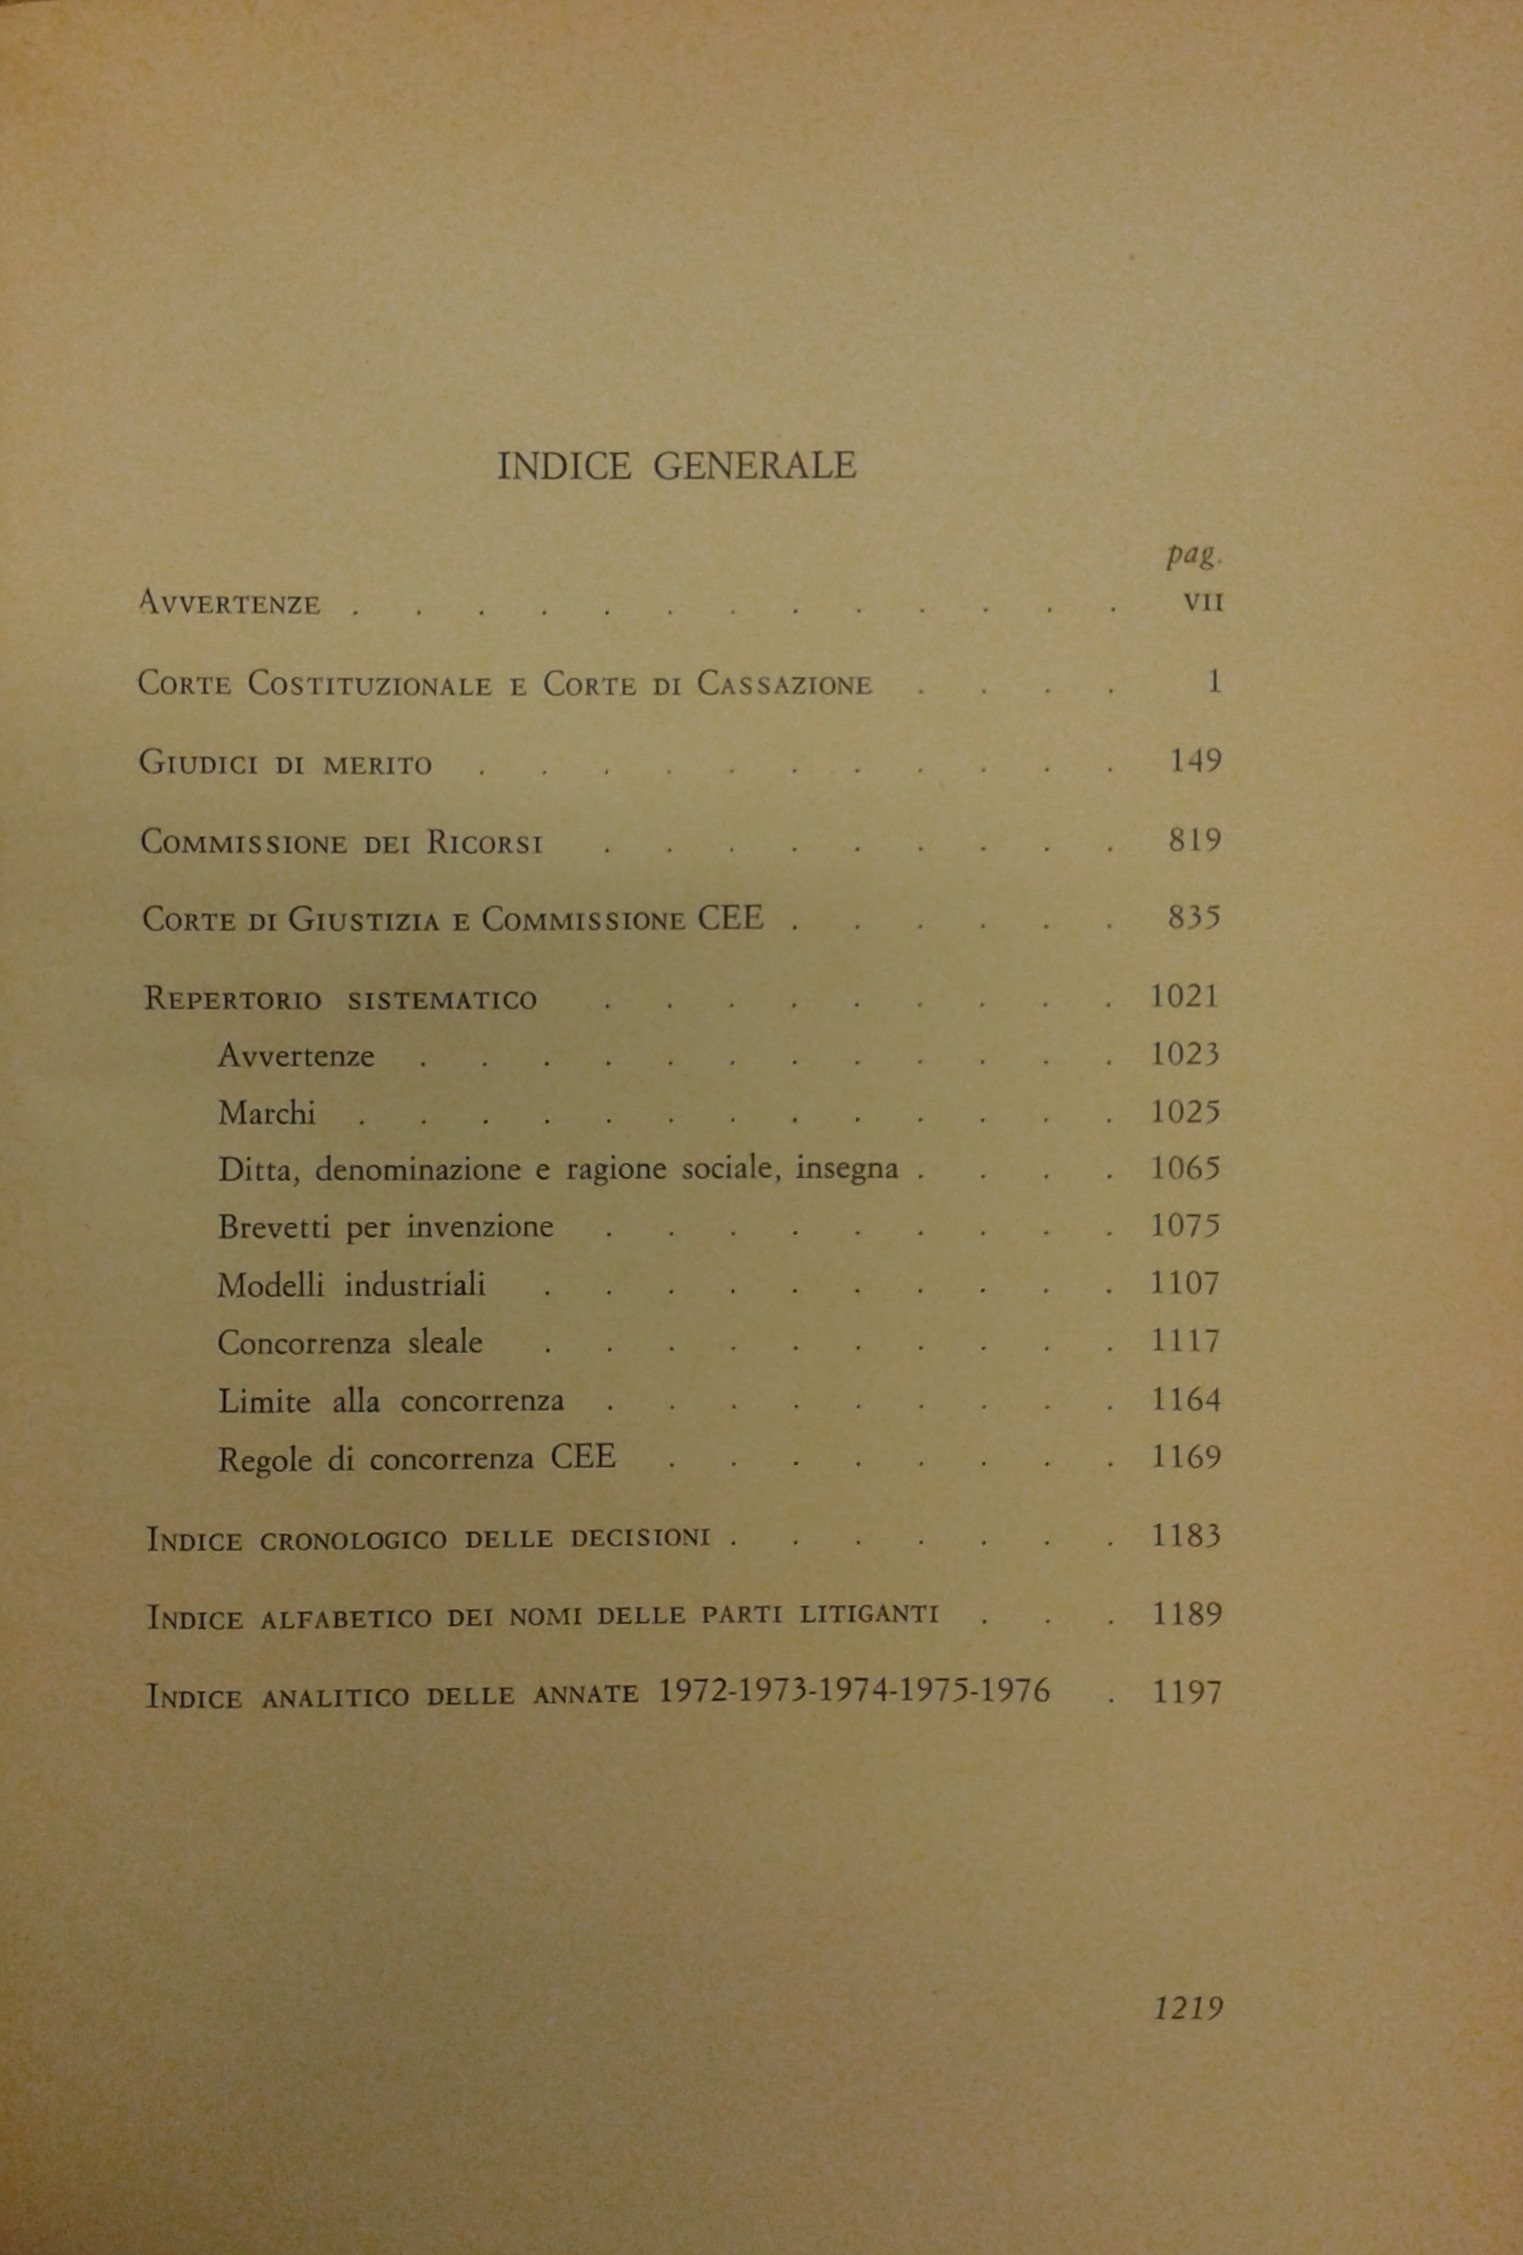 INDICE GENERALE
pag.
AVVERTENZE . . . . . . . . . . . . . VII
CORTE COSTITUZIONALE E CORTE DI CASSAZIONE . . . . 1
GIUDICI DI MERITO . . . . . . . . . . . 149
COMMISSIONE DEI RICORSI . . . . . . . . . 819
CORTE DI GIUSTIZIA E COMMISSIONE CEE . . . . . . 835
REPERTORIO SISTEMATICO . . . . . . . . . 1021
Avvertenze . . . . . . . . . . . . 1023
Marchi . . . . . . . . . . . . . 1025
Ditta, denominazione e ragione sociale, insegna . . . . 1065
Brevetti per invenzione . . . . . . . . . 1075
Modelli industriali . . . . . . . . . . 1107
Concorrenza sleale . . . . . . . . . . 1117
Limite alla concorrenza . . . . . . . . . 1164
Regole di concorrenza CEE . . . . . . . . 1169
INDICE CRONOLOGICO DELLE DECISIONI . . . . . . . 1183
INDICE ALFABETICO DEI NOMI DELLE PARTI LITIGANTI . . . 1189
INDICE ANALITICO DELLE ANNATE 1972-1973-1974-1975-1976 . 1197
1219